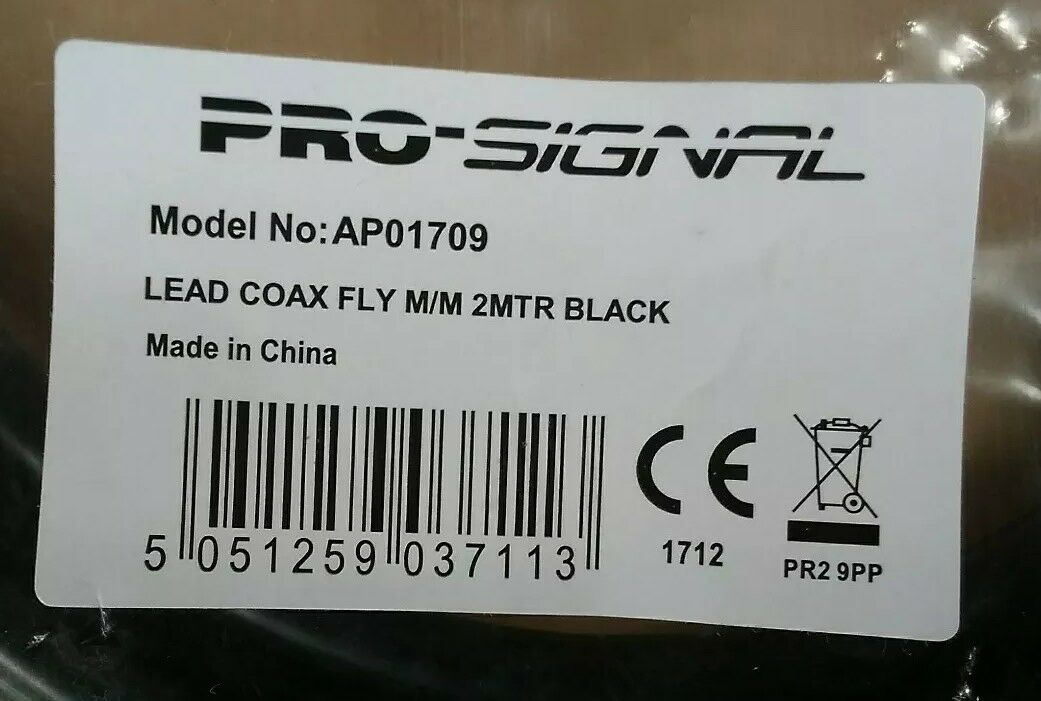 PRO-SIGNAL
Model No:AP01709
LEAD COAX FLY M/M 2MTR BLACK
Made in China
5 051259 037113
CE
1712
PR2 9PP